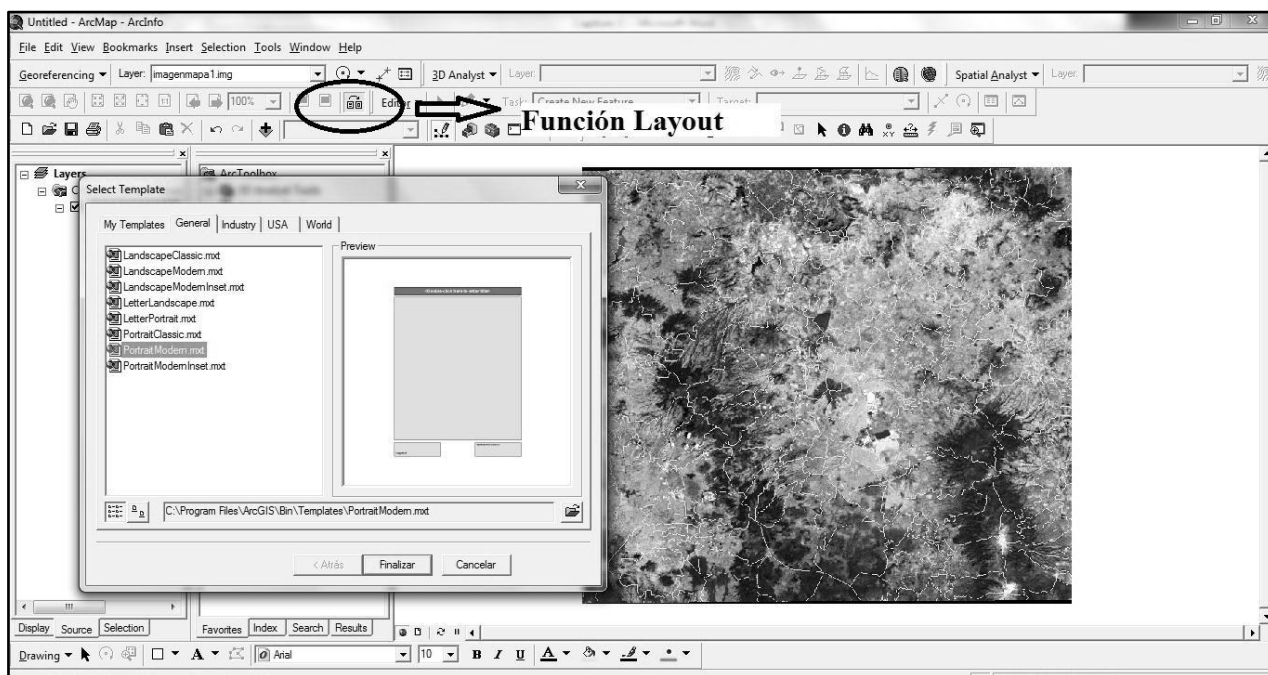 Untitled - ArcMap - ArcInfo
File Edit View Bookmarks Insert Selection Tools Window Help
Georeferencing Layer: imagenmapa1.img 3D Analyst Layer: Spatial Analyst Layer:
100% Editor Task: Create New Feature Target:
Función Layout
Layers
ArcToolbox
3D Analyst Tools
Select Template
My Templates General Industry USA World
LandscapeClassic.mxt
LandscapeModern.mxt
LandscapeModernInset.mxt
LetterLandscape.mxt
LetterPortrait.mxt
PortraitClassic.mxt
PortraitModern.mxt
PortraitModernInset.mxt
Preview
C:\Program Files\ArcGIS\Bin\Templates\PortraitModern.mxt
< Atrás Finalizar Cancelar
Display Source Selection Favorites Index Search Results
Drawing A Arial 10 B I U A